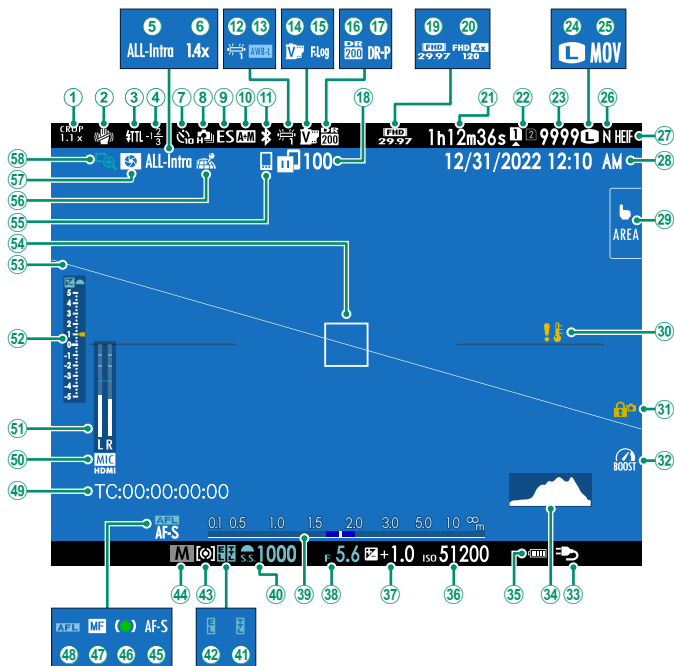 5 6 12 13 14 15 16 17 19 20 24 25
ALL-Intra 1.4x AWB-L V F-Log DR 200 DR-P FHD 29.97 FHD 4x 120 L MOV
1 2 3 4 7 8 9 10 11 18 21 22 23 26
CROP 1.1x TTL -1 2/3 10 H ES A+M V DR 200 FHD 29.97 1h12m36s 1 2 9999 L N HEIF 27
58 57 ALL-Intra 56 55 100 12/31/2022 12:10 AM 28
AREA 29
54
53
5
4
3
2
1
0
-1
-2
-3
-4
-5
52
30
31
51 L R
50 MIC
HDMI
BOOST 32
49 TC:00:00:00:00
34
AFL
AF-S
0.1 0.5 1.0 1.5 2.0 3.0 5.0 10 ∞ m
M S.S 1000 F 5.6 +1.0 ISO 51200
44 43 40 39 38 37 36 35 33
AFL MF AF-S
48 47 46 45 42 41